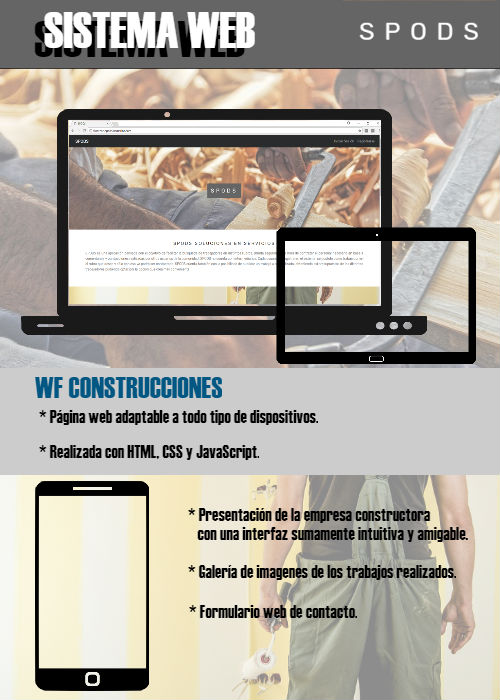 SISTEMA WEB
SPODS
SPODS
SPODS
SPODS SOLUCIONES EN SERVICIOS
WF CONSTRUCCIONES
* Página web adaptable a todo tipo de dispositivos.
* Realizada con HTML, CSS y JavaScript.
* Presentación de la empresa constructora
con una interfaz sumamente intuitiva y amigable.
* Galería de imagenes de los trabajos realizados.
* Formulario web de contacto.